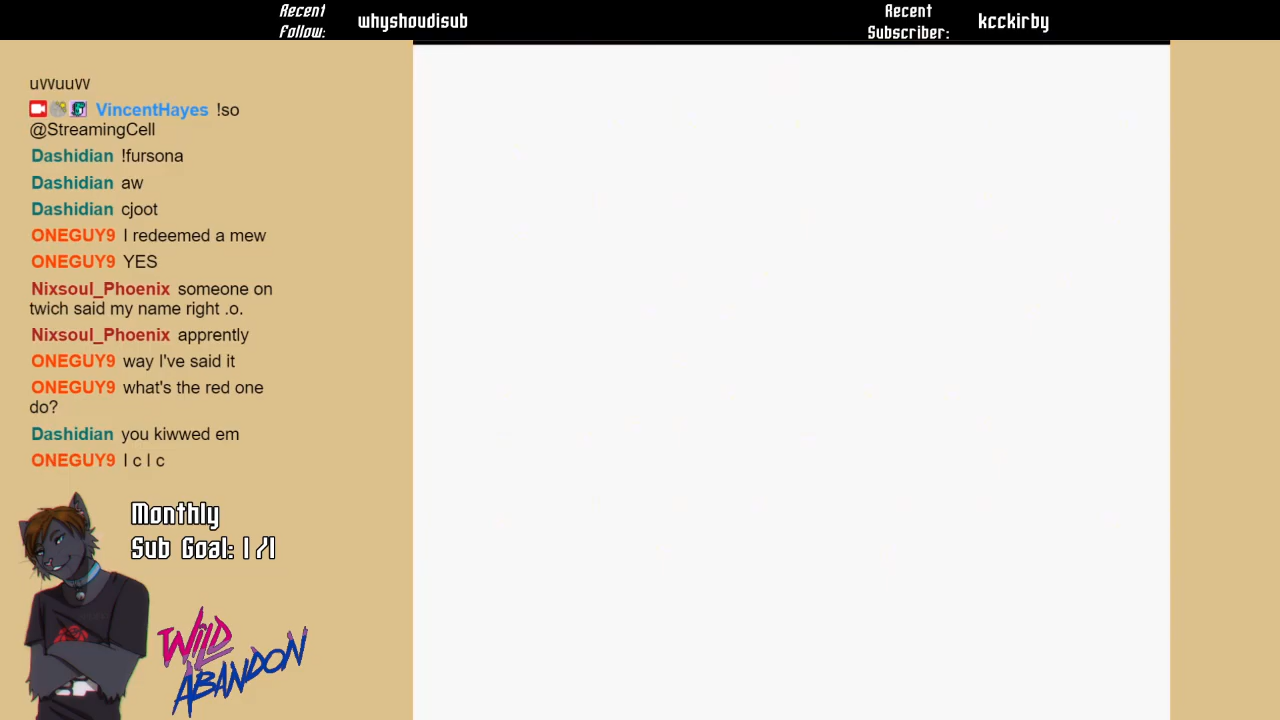 Recent
Follow:
whyshoudisub
Recent
Subscriber:
kcckirby
uVVuuVV
VincentHayes !so
@StreamingCell
Dashidian !fursona
Dashidian aw
Dashidian cjoot
ONEGUY9 I redeemed a mew
ONEGUY9 YES
Nixsoul_Phoenix someone on
twich said my name right .o.
Nixsoul_Phoenix apprently
ONEGUY9 way I've said it
ONEGUY9 what's the red one
do?
Dashidian you kiwwed em
ONEGUY9 I c I c
Monthly
Sub Goal: 1 /1
WILD
ABANDON